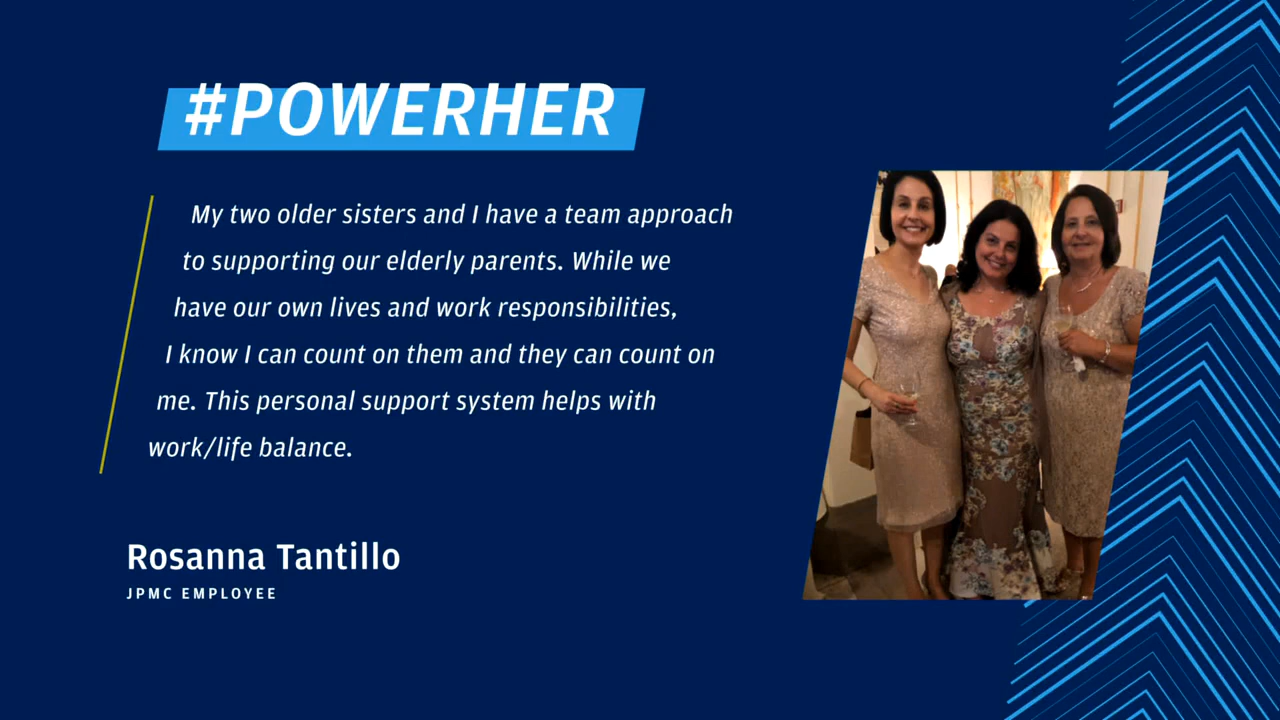 #POWERHER
My two older sisters and I have a team approach
to supporting our elderly parents. While we
have our own lives and work responsibilities,
I know I can count on them and they can count on
me. This personal support system helps with
work/life balance.
Rosanna Tantillo
JPMC EMPLOYEE